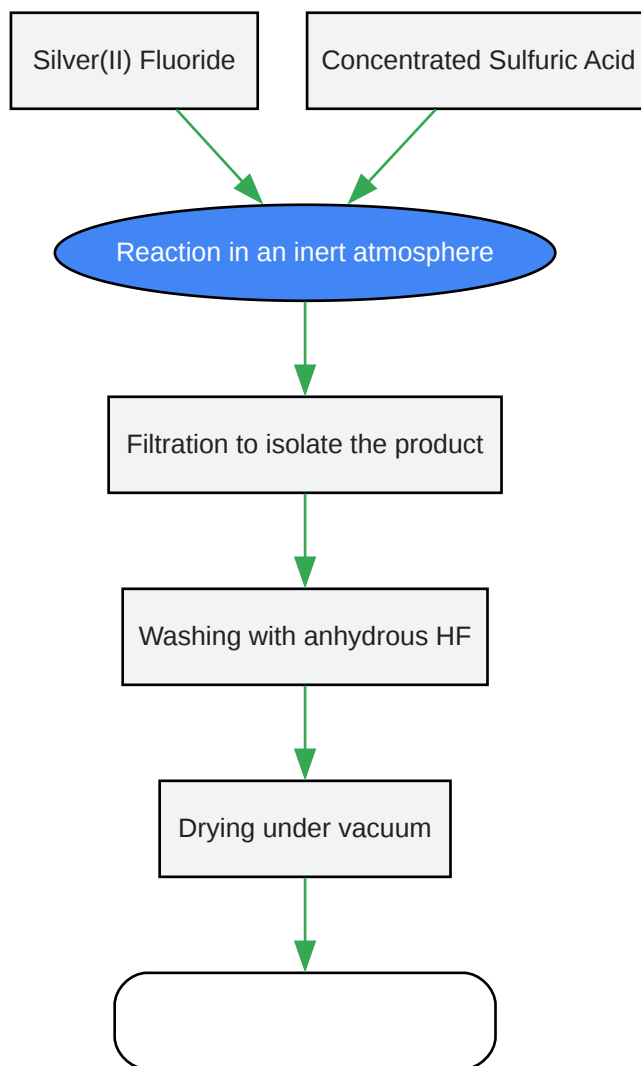 Silver(II) Fluoride
Concentrated Sulfuric Acid
Reaction in an inert atmosphere
Filtration to isolate the product
Washing with anhydrous HF
Drying under vacuum